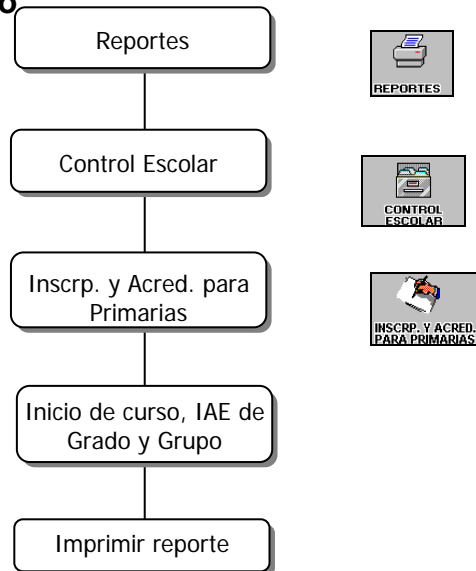 o
Reportes
REPORTES
Control Escolar
CONTROL
ESCOLAR
Inscrp. y Acred. para
Primarias
INSCRP. Y ACRED.
PARA PRIMARIAS
Inicio de curso, IAE de
Grado y Grupo
Imprimir reporte